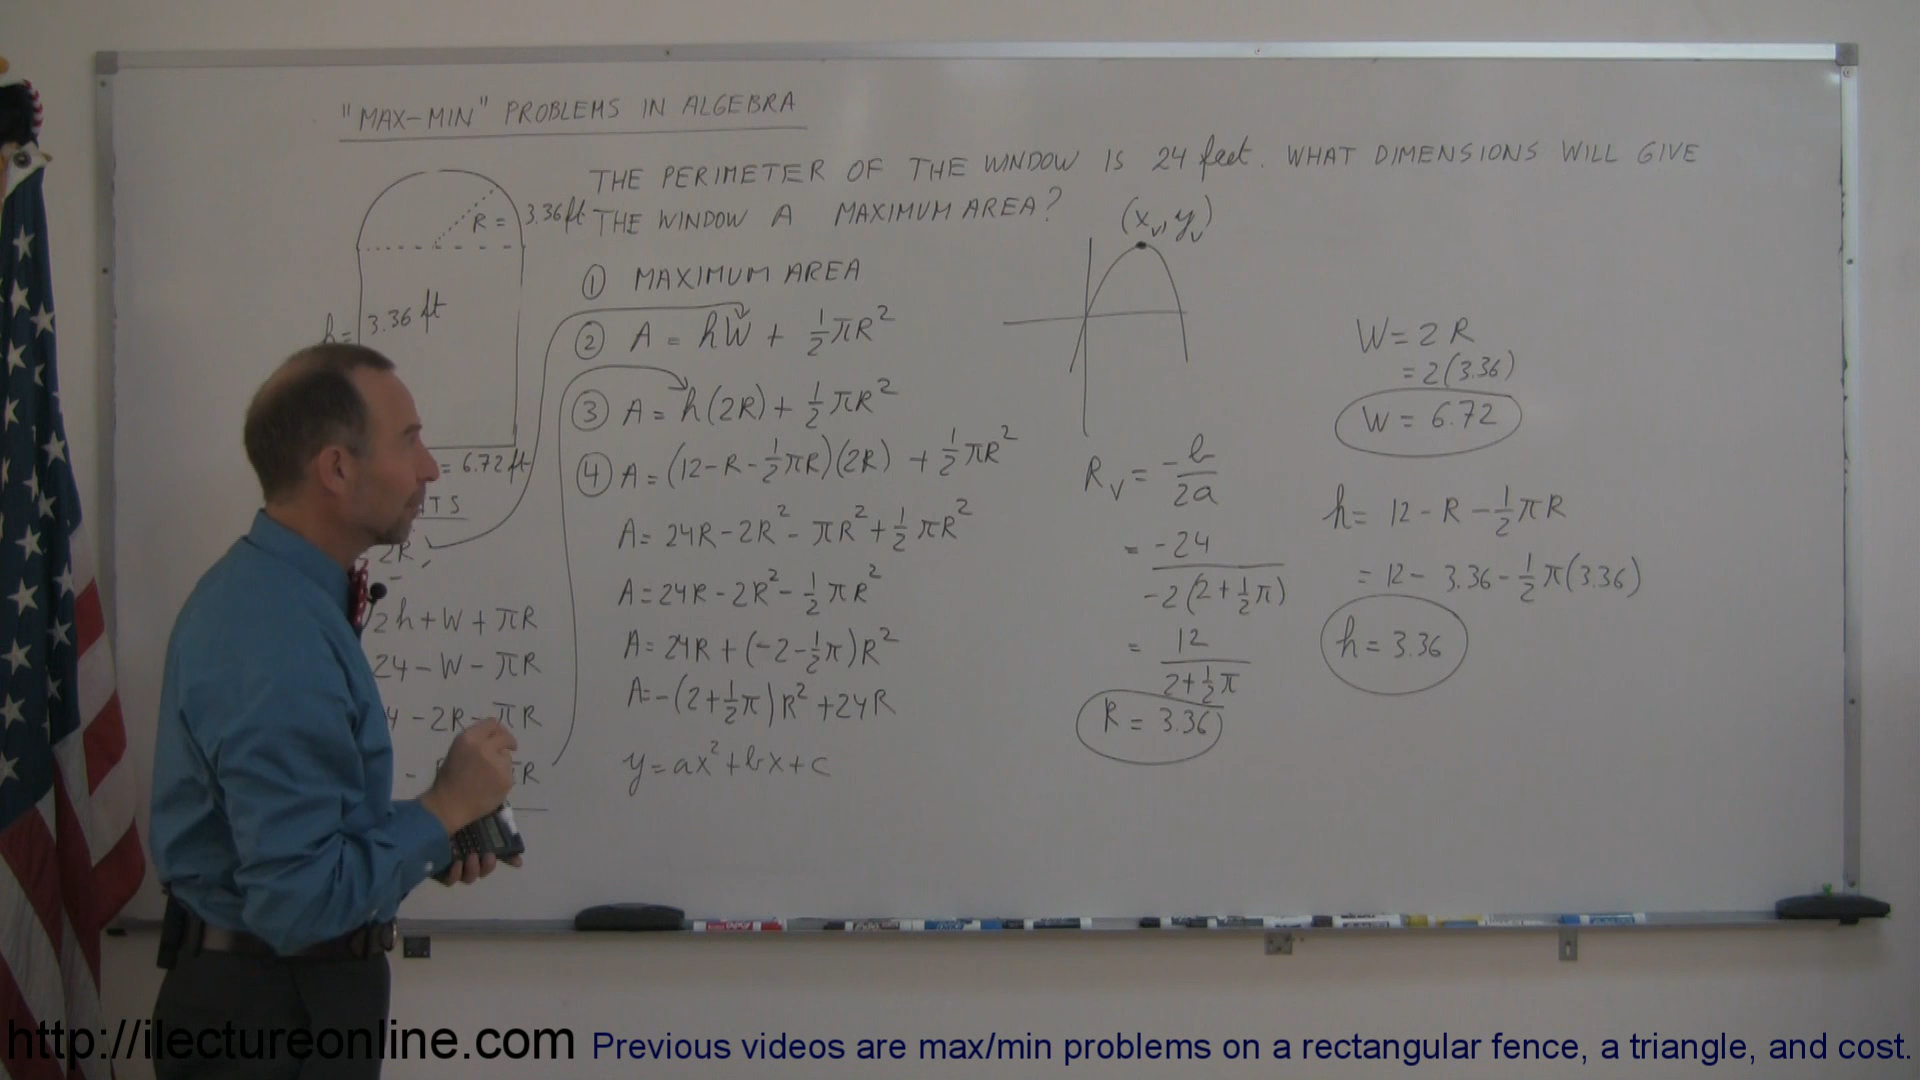 "MAX-MIN" PROBLEMS IN ALGEBRA
THE PERIMETER OF THE WINDOW IS 24 feet. WHAT DIMENSIONS WILL GIVE
THE WINDOW A MAXIMUM AREA?
R = 3.36 ft
h = 3.36 ft
= 6.72 ft
TS
2R
2h + W + πR
24 - W - πR
4 - 2R - πR
① MAXIMUM AREA
② A = hW + ½πR²
③ A = h(2R) + ½πR²
④ A = (12 - R - ½πR)(2R) + ½πR²
A = 24R - 2R² - πR² + ½πR²
A = 24R - 2R² - ½πR²
A = 24R + (-2 - ½π)R²
A = -(2 + ½π)R² + 24R
y = ax² + bx + c
(xᵥ, yᵥ)
Rᵥ = -b/2a
= -24/-2(2 + ½π)
= 12/2 + ½π
R = 3.36
W = 2R
= 2(3.36)
W = 6.72
h = 12 - R - ½πR
= 12 - 3.36 - ½π(3.36)
h = 3.36
http://ilectureonline.com Previous videos are max/min problems on a rectangular fence, a triangle, and cost.